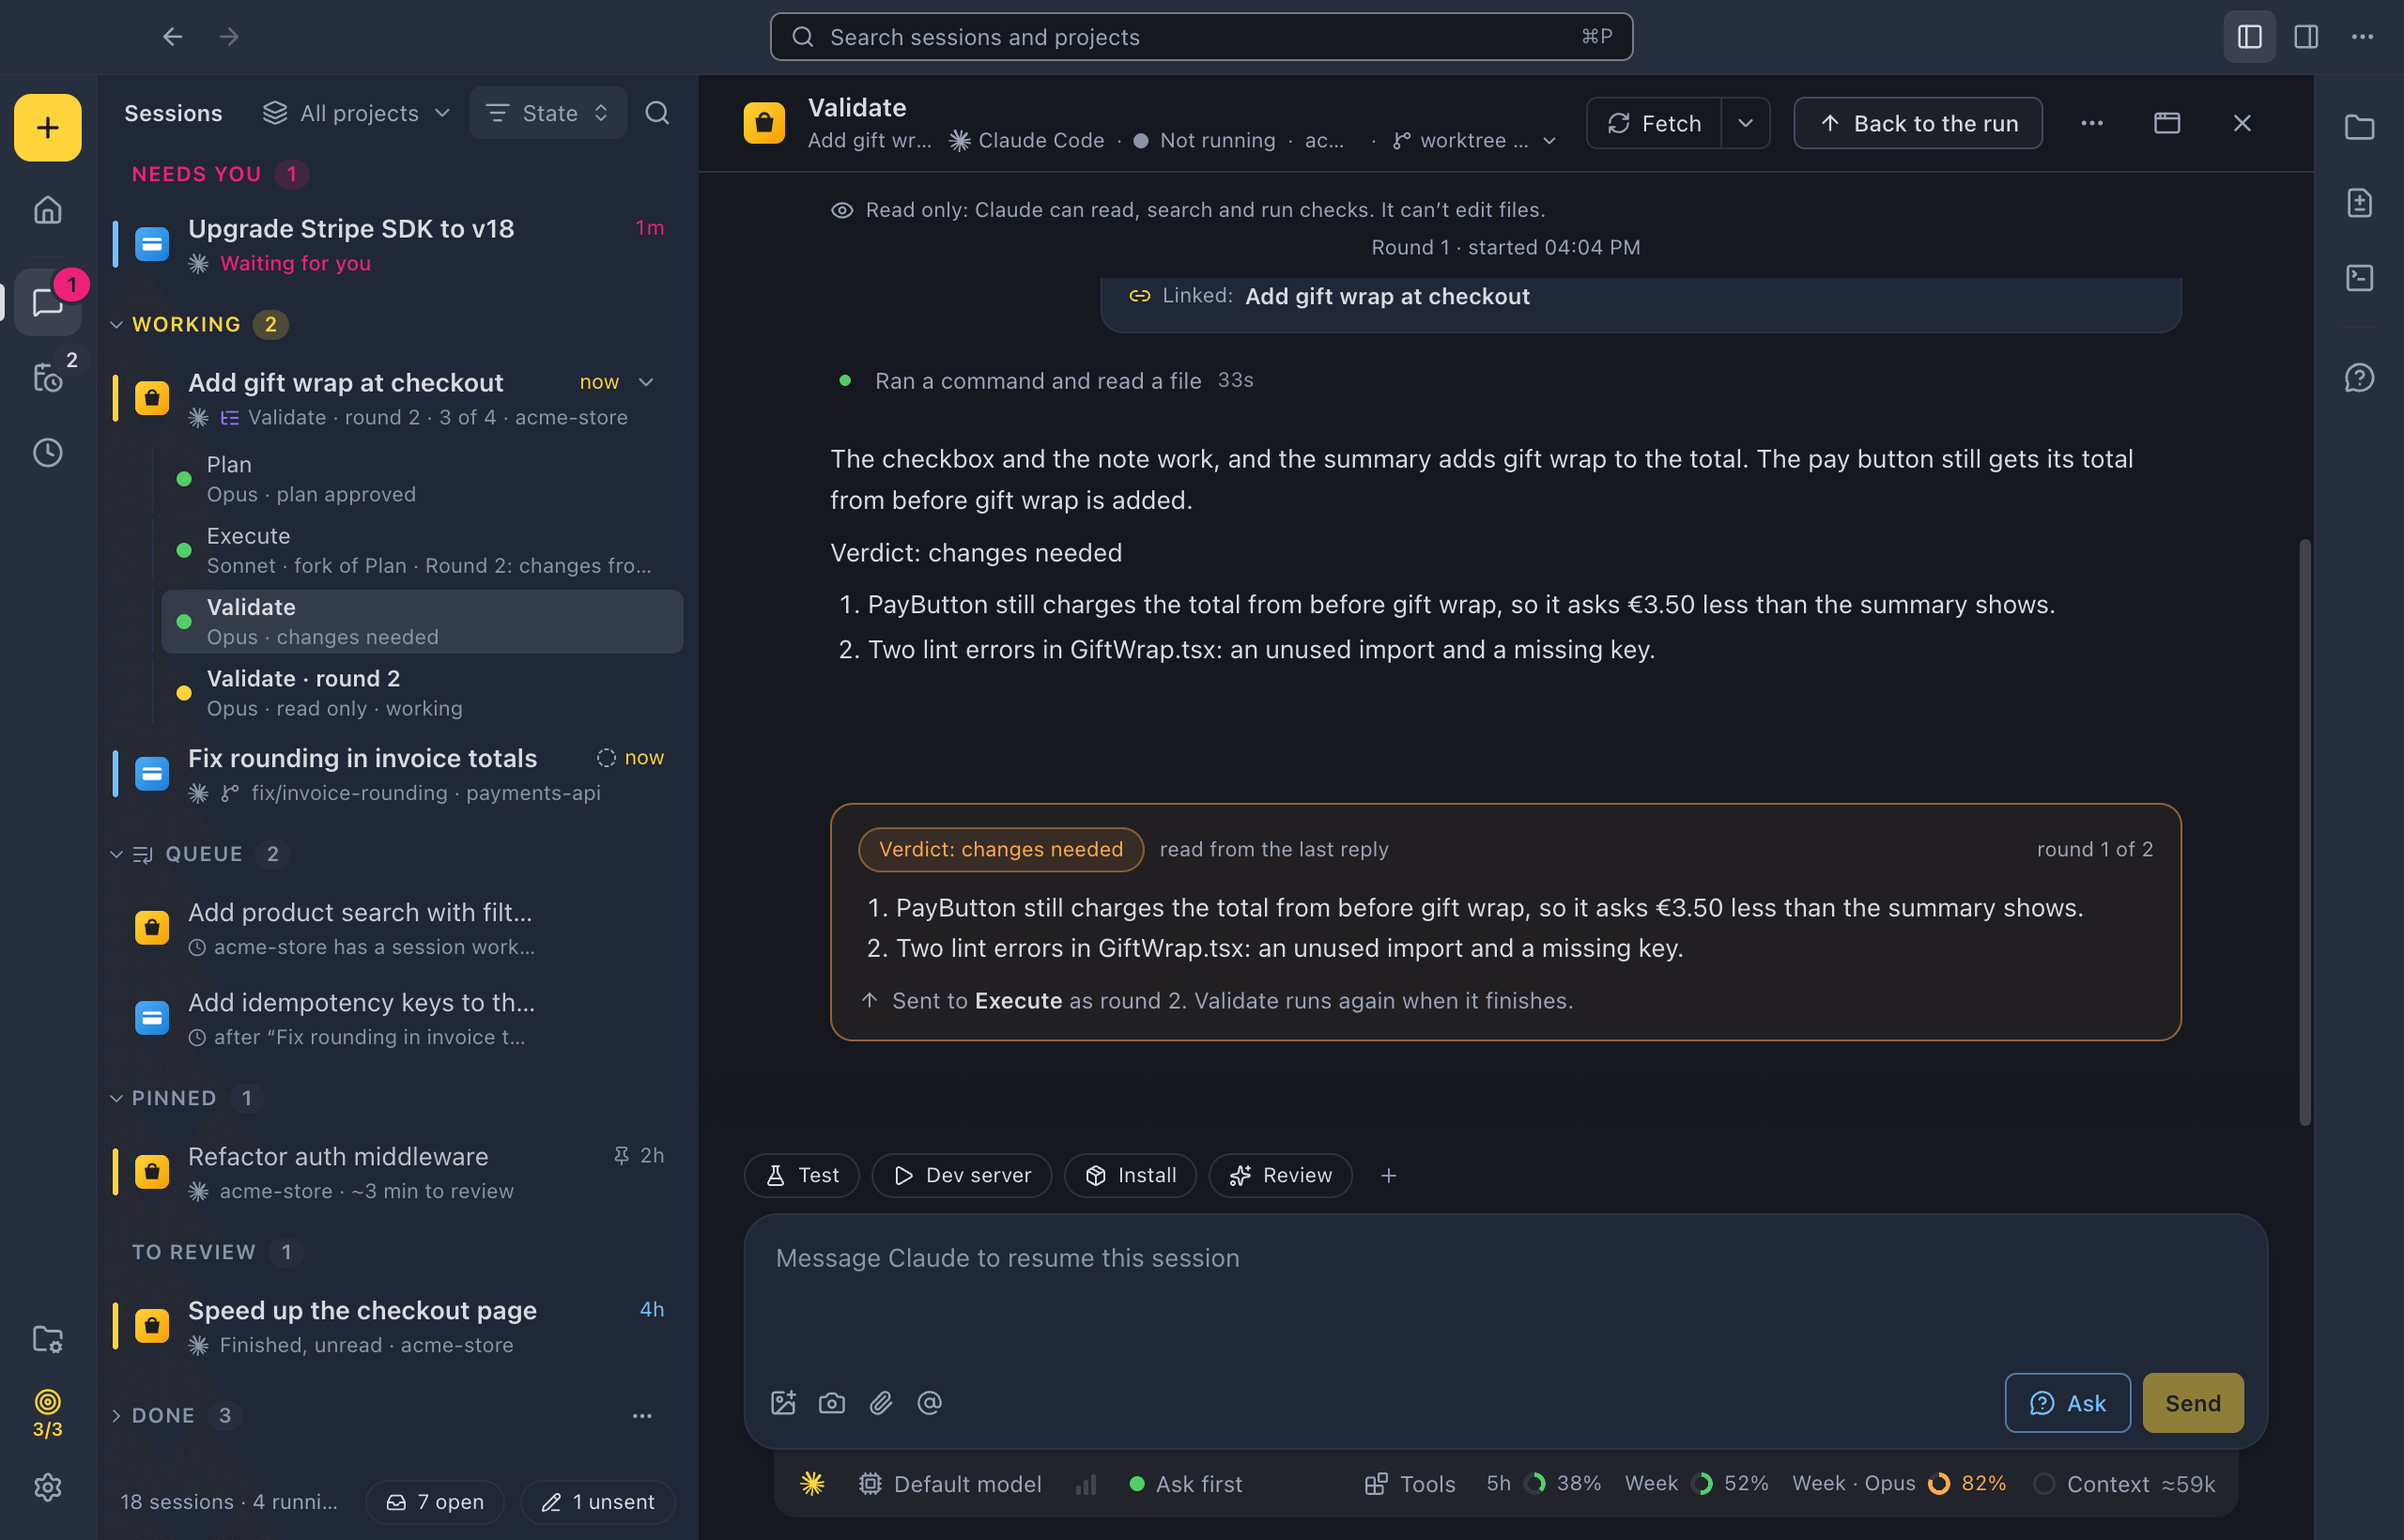 Search sessions and projects ⌘P
Sessions All projects State
NEEDS YOU 1
Upgrade Stripe SDK to v18 1m
Waiting for you
WORKING 2
Add gift wrap at checkout now
Validate · round 2 · 3 of 4 · acme-store
Plan
Opus · plan approved
Execute
Sonnet · fork of Plan · Round 2: changes fro...
Validate
Opus · changes needed
Validate · round 2
Opus · read only · working
Fix rounding in invoice totals now
fix/invoice-rounding · payments-api
QUEUE 2
Add product search with filt...
acme-store has a session work...
Add idempotency keys to th...
after “Fix rounding in invoice t...
PINNED 1
Refactor auth middleware 2h
acme-store · ~3 min to review
TO REVIEW 1
Speed up the checkout page 4h
Finished, unread · acme-store
DONE 3
18 sessions · 4 runni... 7 open 1 unsent
1
2
3/3
Validate
Add gift wr... Claude Code · Not running · ac... · worktree ...
Fetch Back to the run
Read only: Claude can read, search and run checks. It can’t edit files.
Round 1 · started 04:04 PM
Linked: Add gift wrap at checkout
Ran a command and read a file 33s
The checkbox and the note work, and the summary adds gift wrap to the total. The pay button still gets its total
from before gift wrap is added.
Verdict: changes needed
1. PayButton still charges the total from before gift wrap, so it asks €3.50 less than the summary shows.
2. Two lint errors in GiftWrap.tsx: an unused import and a missing key.
Verdict: changes needed read from the last reply round 1 of 2
1. PayButton still charges the total from before gift wrap, so it asks €3.50 less than the summary shows.
2. Two lint errors in GiftWrap.tsx: an unused import and a missing key.
Sent to Execute as round 2. Validate runs again when it finishes.
Test Dev server Install Review
Message Claude to resume this session
Ask Send
Default model Ask first Tools 5h 38% Week 52% Week · Opus 82% Context ≈59k